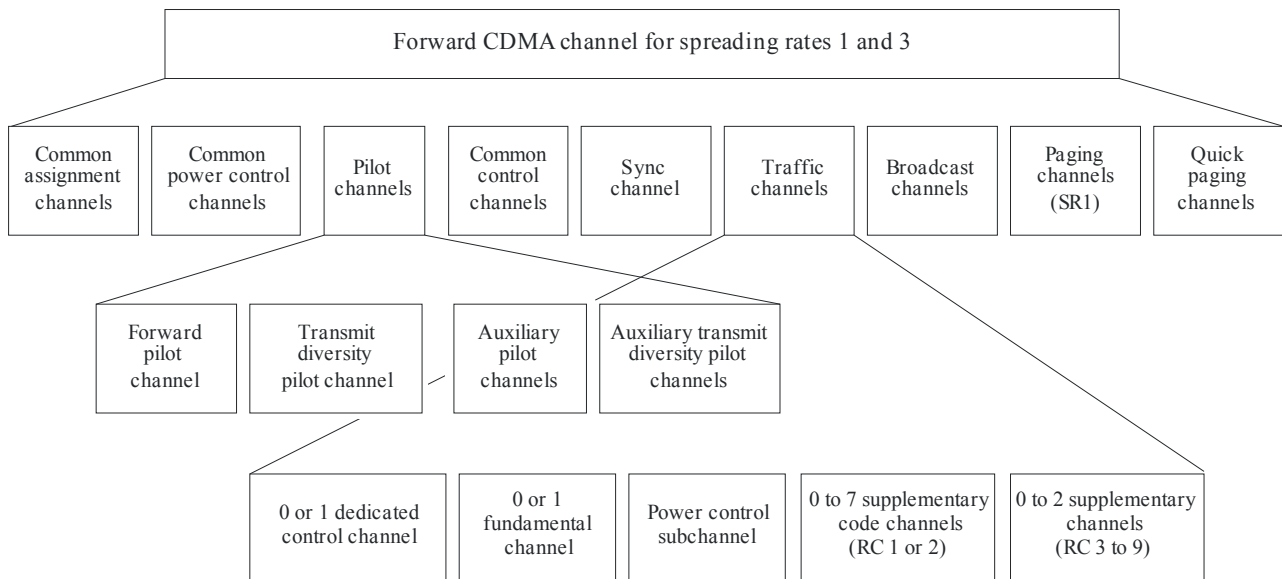 Forward CDMA channel for spreading rates 1 and 3
Common
assignment
channels
Common
power control
channels
Pilot
channels
Common
control
channels
Sync
channel
Traffic
channels
Broadcast
channels
Paging
channels
(SR1)
Quick
paging
channels
Forward
pilot
channel
Transmit
diversity
pilot channel
Auxiliary
pilot
channels
Auxiliary transmit
diversity pilot
channels
0 or 1 dedicated
control channel
0 or 1
fundamental
channel
Power control
subchannel
0 to 7 supplementary
code channels
(RC 1 or 2)
0 to 2 supplementary
channels
(RC 3 to 9)